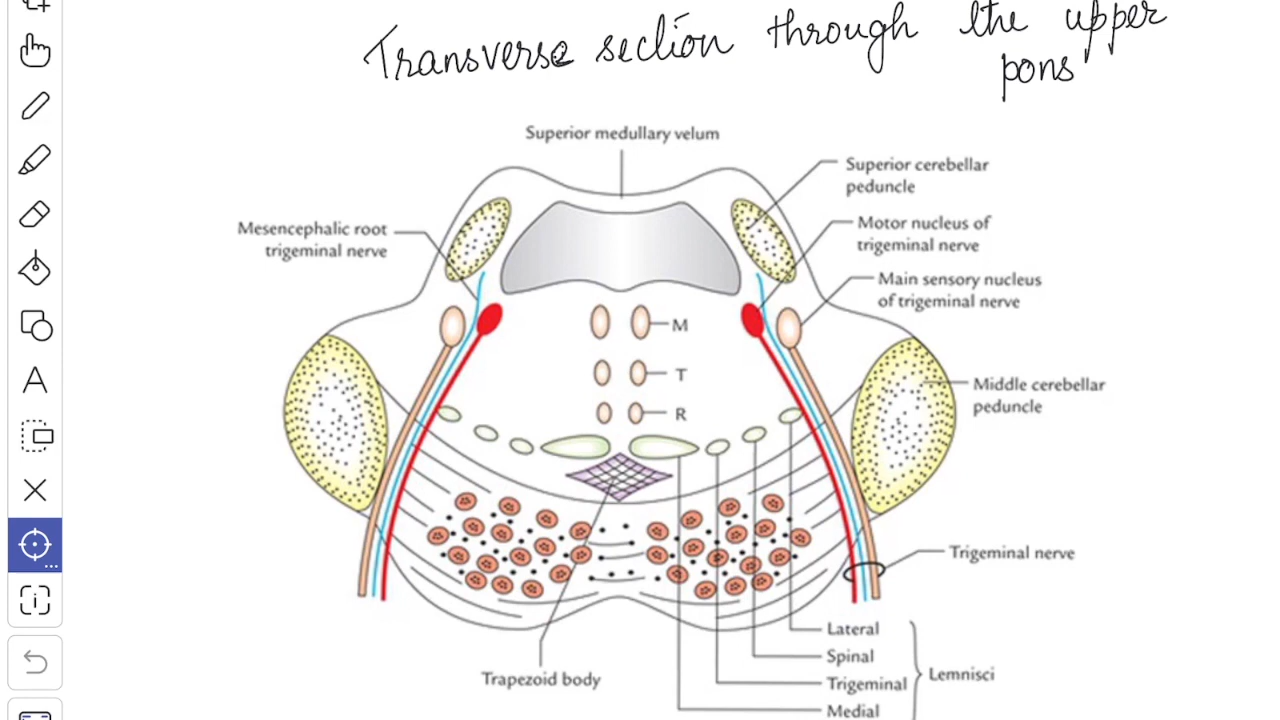 Transverse section through the upper
pons
Superior medullary velum
Superior cerebellar
peduncle
Mesencephalic root
trigeminal nerve
Motor nucleus of
trigeminal nerve
Main sensory nucleus
of trigeminal nerve
M
T
R
Middle cerebellar
peduncle
Trigeminal nerve
Trapezoid body
Lateral
Spinal
Trigeminal
Medial
Lemnisci
A